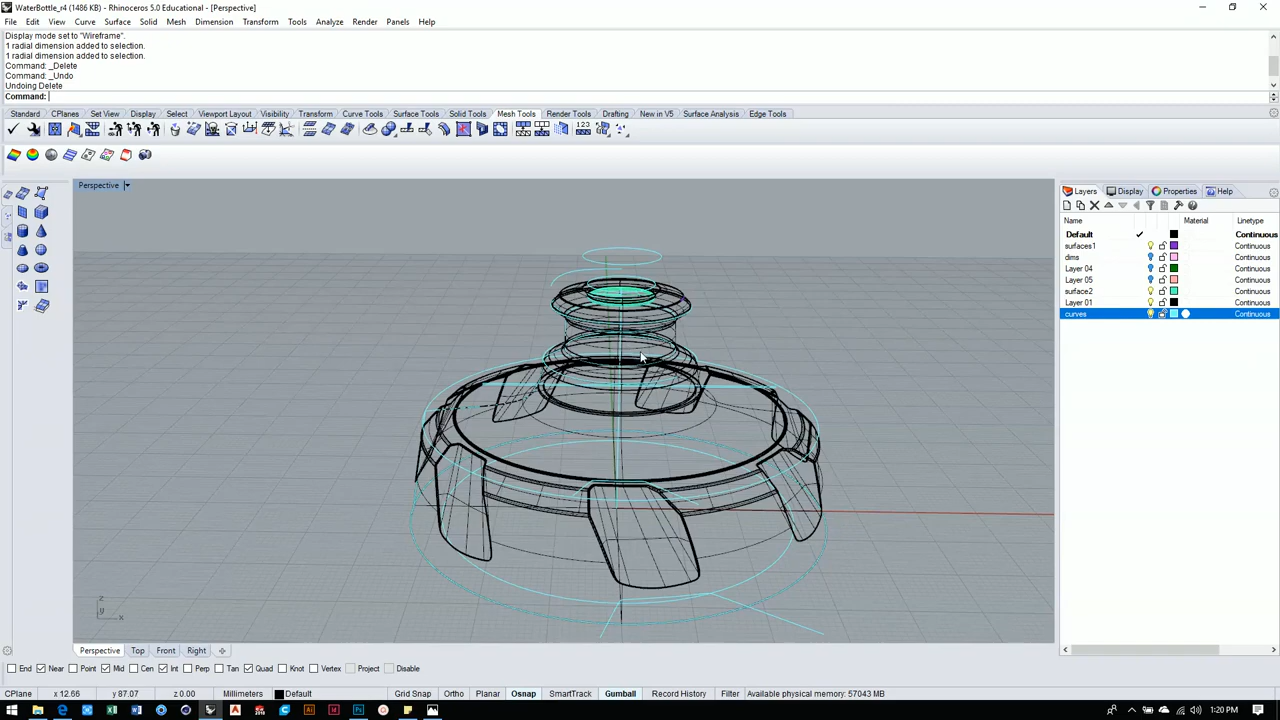 WaterBottle_r4 (1486 KB) - Rhinoceros 5.0 Educational - [Perspective]
File Edit View Curve Surface Solid Mesh Dimension Transform Tools Analyze Render Panels Help
Display mode set to "Wireframe".
1 radial dimension added to selection.
1 radial dimension added to selection.
Command: _Delete
Command: _Undo
Undoing Delete
Command:
Standard CPlanes Set View Display Select Viewport Layout Visibility Transform Curve Tools Surface Tools Solid Tools Mesh Tools Render Tools Drafting New in V5 Surface Analysis Edge Tools
Perspective
Layers Display Properties Help
Name Material Linetype
Default Continuous
surfaces1 Continuous
dims Continuous
Layer 04 Continuous
Layer 05 Continuous
surface2 Continuous
Layer 01 Continuous
curves Continuous
z
y
x
Perspective Top Front Right
End Near Point Mid Cen Int Perp Tan Quad Knot Vertex Project Disable
CPlane x 12.66 y 87.07 z 0.00 Millimeters Default Grid Snap Ortho Planar Osnap SmartTrack Gumball Record History Filter Available physical memory: 57043 MB
1:20 PM